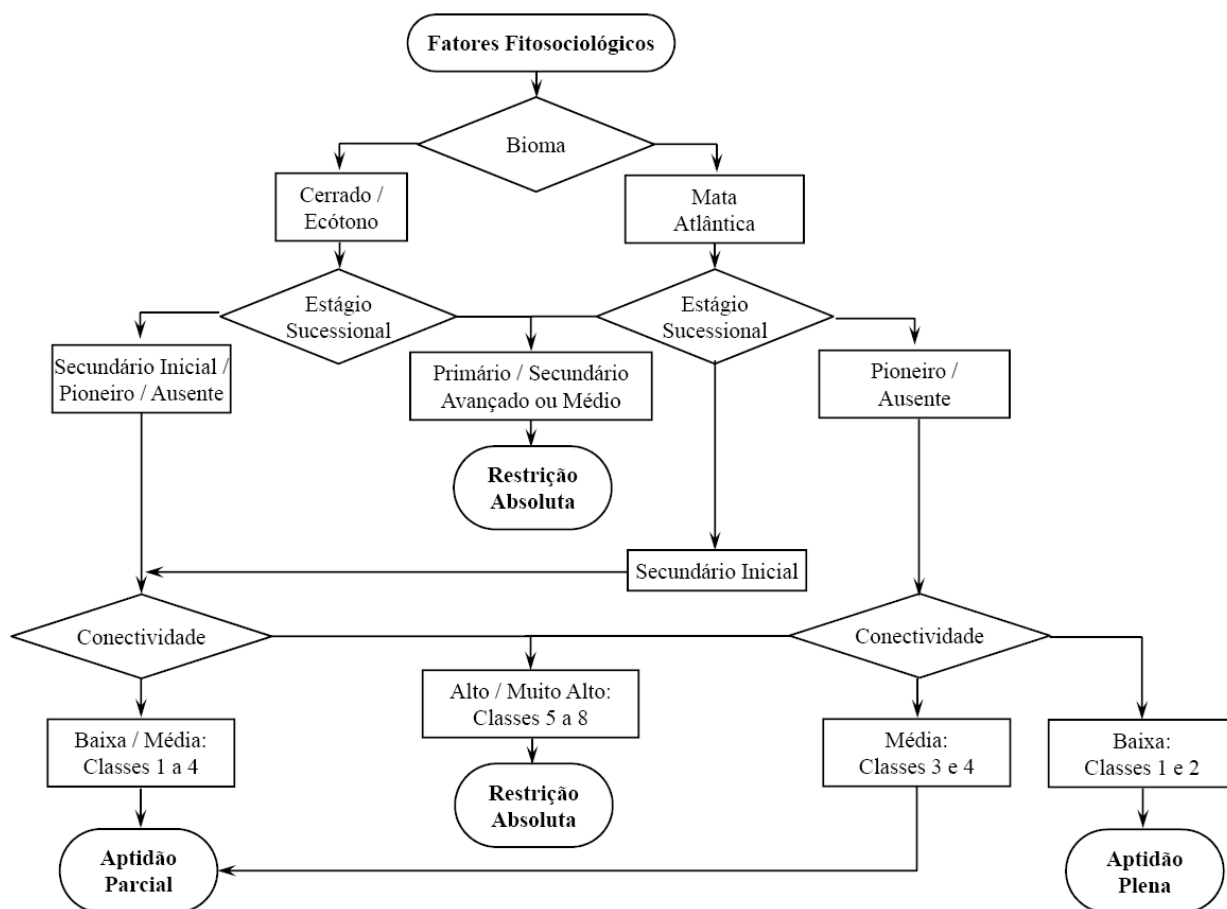 Fatores Fitosociológicos
Bioma
Cerrado /
Ecótono
Mata
Atlântica
Estágio
Sucessional
Estágio
Sucessional
Secundário Inicial /
Pioneiro / Ausente
Primário / Secundário
Avançado ou Médio
Pioneiro /
Ausente
Restrição
Absoluta
Secundário Inicial
Conectividade
Conectividade
Alto / Muito Alto:
Classes 5 a 8
Baixa / Média:
Classes 1 a 4
Média:
Classes 3 e 4
Baixa:
Classes 1 e 2
Restrição
Absoluta
Aptidão
Parcial
Aptidão
Plena